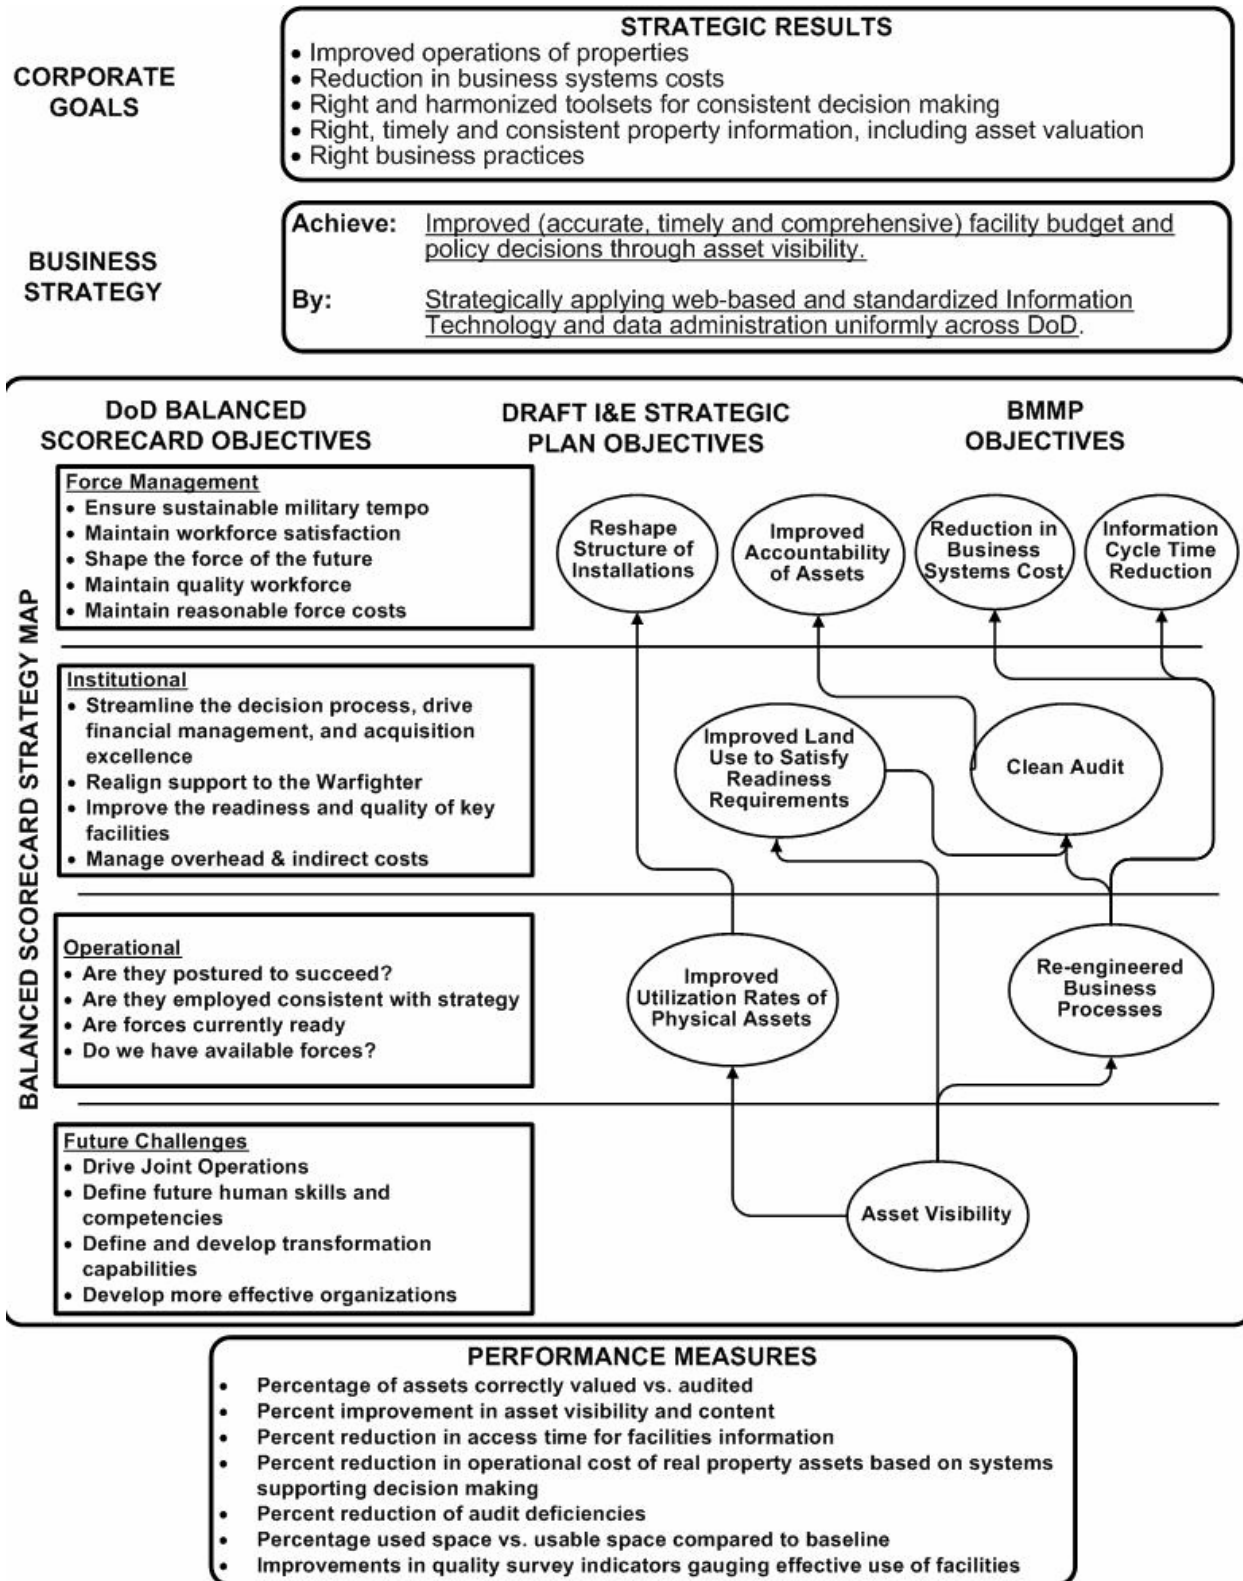 CORPORATE
GOALS
STRATEGIC RESULTS
• Improved operations of properties
• Reduction in business systems costs
• Right and harmonized toolsets for consistent decision making
• Right, timely and consistent property information, including asset valuation
• Right business practices
BUSINESS
STRATEGY
Achieve: Improved (accurate, timely and comprehensive) facility budget and
policy decisions through asset visibility.
By: Strategically applying web-based and standardized Information
Technology and data administration uniformly across DoD.
BALANCED SCORECARD STRATEGY MAP
DoD BALANCED
SCORECARD OBJECTIVES
DRAFT I&E STRATEGIC
PLAN OBJECTIVES
BMMP
OBJECTIVES
Force Management
• Ensure sustainable military tempo
• Maintain workforce satisfaction
• Shape the force of the future
• Maintain quality workforce
• Maintain reasonable force costs
Reshape
Structure of
Installations
Improved
Accountability
of Assets
Reduction in
Business
Systems Cost
Information
Cycle Time
Reduction
Institutional
• Streamline the decision process, drive
financial management, and acquisition
excellence
• Realign support to the Warfighter
• Improve the readiness and quality of key
facilities
• Manage overhead & indirect costs
Improved Land
Use to Satisfy
Readiness
Requirements
Clean Audit
Operational
• Are they postured to succeed?
• Are they employed consistent with strategy
• Are forces currently ready
• Do we have available forces?
Improved
Utilization Rates of
Physical Assets
Re-engineered
Business
Processes
Future Challenges
• Drive Joint Operations
• Define future human skills and
competencies
• Define and develop transformation
capabilities
• Develop more effective organizations
Asset Visibility
PERFORMANCE MEASURES
• Percentage of assets correctly valued vs. audited
• Percent improvement in asset visibility and content
• Percent reduction in access time for facilities information
• Percent reduction in operational cost of real property assets based on systems
supporting decision making
• Percent reduction of audit deficiencies
• Percentage used space vs. usable space compared to baseline
• Improvements in quality survey indicators gauging effective use of facilities